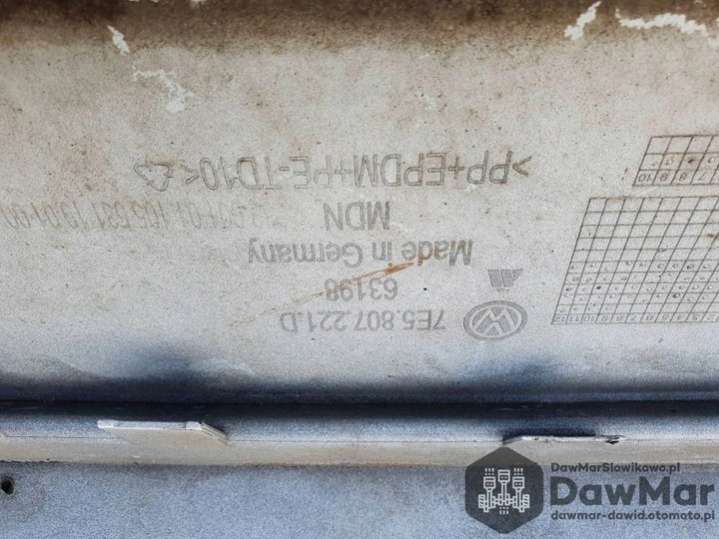 7E5.807.221.D
63198
Made in Germany
MDN
>PP+EPDM+PE-TD10<
DawMarSlowikowo.pl
DawMar
dawmar-dawid.otomoto.pl